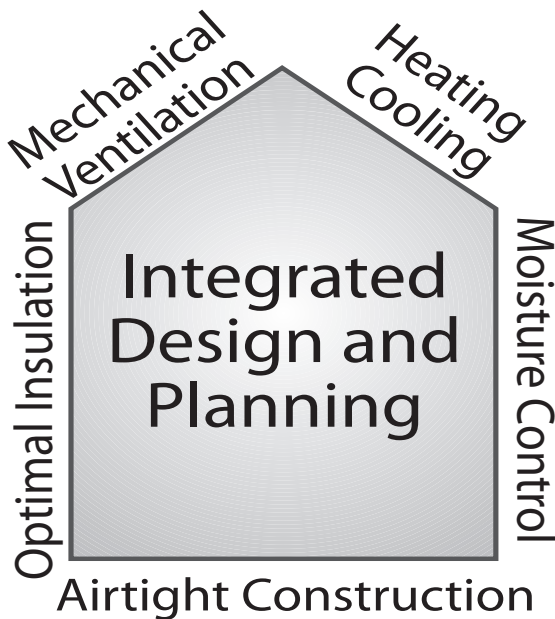 Mechanical
Ventilation
Heating
Cooling
Optimal Insulation
Integrated
Design and
Planning
Moisture Control
Airtight Construction